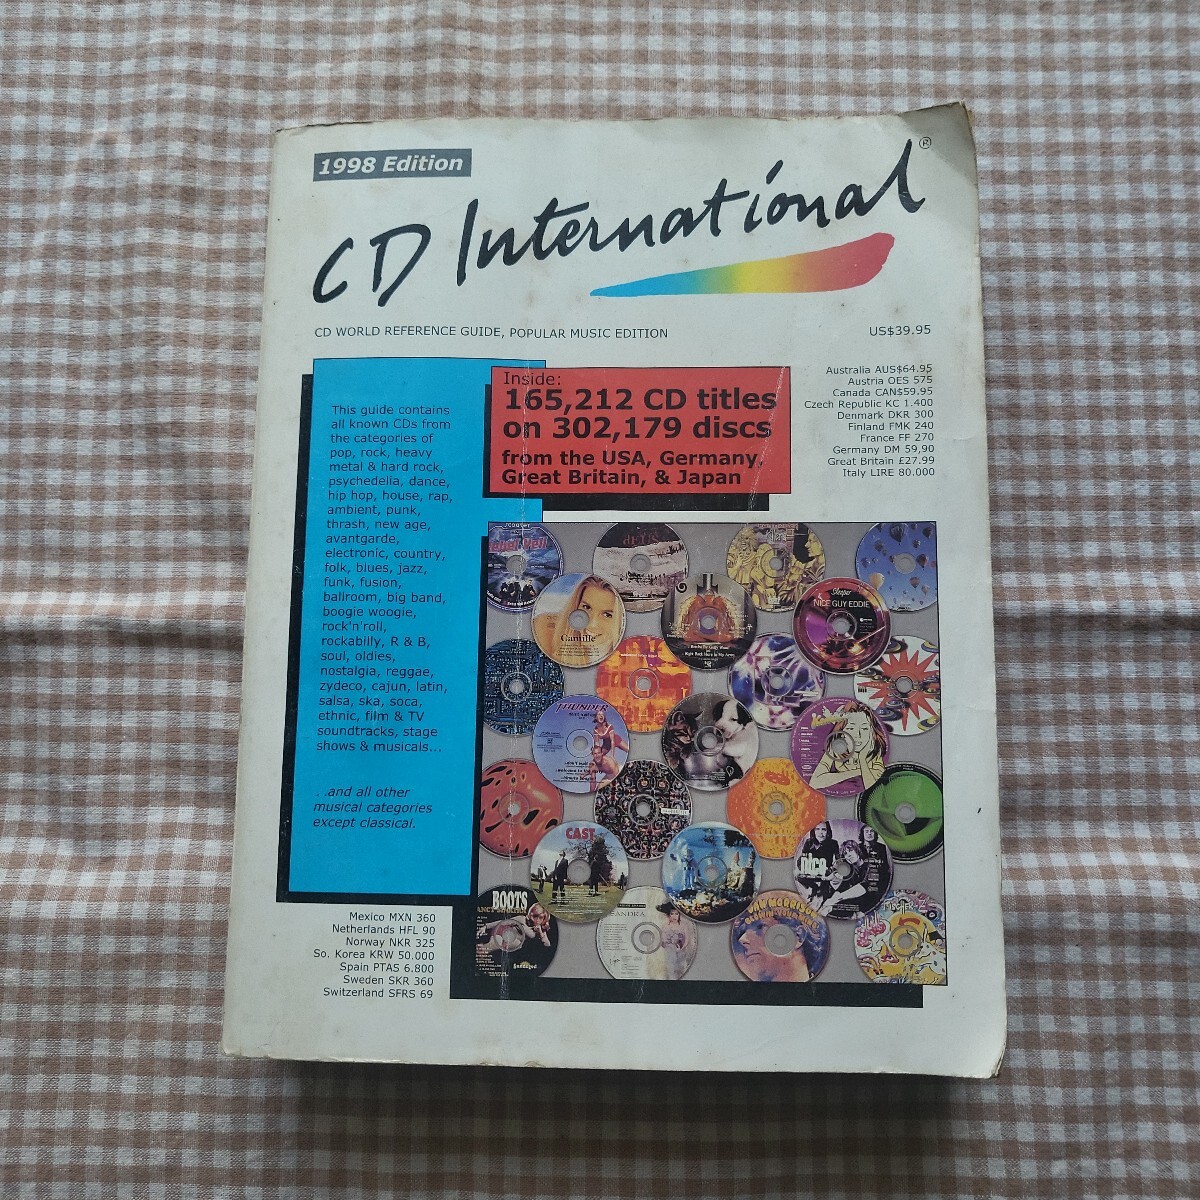 1998 Edition
CD International®
CD WORLD REFERENCE GUIDE, POPULAR MUSIC EDITION
US$39.95
This guide contains
all known CDs from
the categories of
pop, rock, heavy
metal & hard rock,
psychedelia, dance,
hip hop, house, rap,
ambient, punk,
thrash, new age,
avantgarde,
electronic, country,
folk, blues, jazz,
funk, fusion,
ballroom, big band,
boogie woogie,
rock'n'roll,
rockabilly, R & B,
soul, oldies,
nostalgia, reggae,
zydeco, cajun, latin,
salsa, ska, soca,
ethnic, film & TV
soundtracks, stage
shows & musicals...
..and all other
musical categories
except classical.
Inside:
165,212 CD titles
on 302,179 discs
from the USA, Germany,
Great Britain, & Japan
Australia AUS$64.95
Austria OES 575
Canada CAN$59.95
Czech Republic KC 1.400
Denmark DKR 300
Finland FMK 240
France FF 270
Germany DM 59,90
Great Britain £27.99
Italy LIRE 80.000
Camille
Sleeper
NICE GUY EDDIE
THUNDER
CAST
nice
BOOTS
SANDRA
VAN MORRISON
Mexico MXN 360
Netherlands HFL 90
Norway NKR 325
So. Korea KRW 50.000
Spain PTAS 6.800
Sweden SKR 360
Switzerland SFRS 69